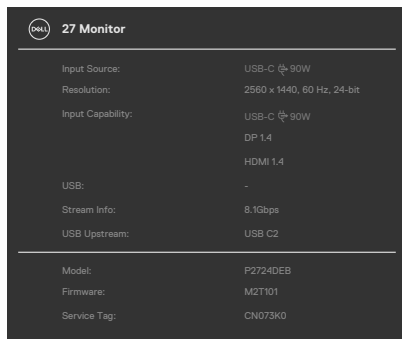 DELL 27 Monitor
Input Source: USB-C 90W
Resolution: 2560 x 1440, 60 Hz, 24-bit
Input Capability: USB-C 90W
DP 1.4
HDMI 1.4
USB: -
Stream Info: 8.1Gbps
USB Upstream: USB C2
Model: P2724DEB
Firmware: M2T101
Service Tag: CN073K0